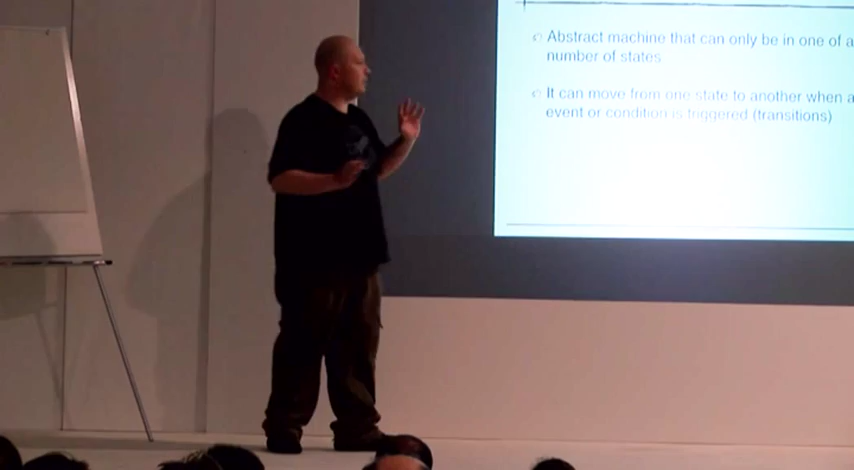 Abstract machine that can only be in one of a
number of states
It can move from one state to another when a
event or condition is triggered (transitions)